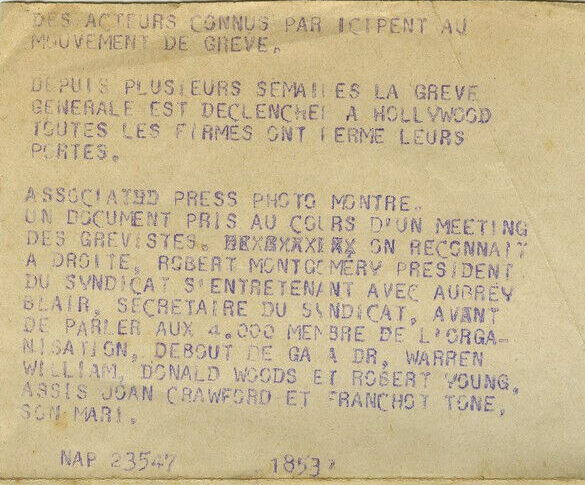 DES ACTEURS CONNUS PAR ICIPENT AU
MOUVEMENT DE GREVE.
DEPUIS PLUSIEURS SEMAINES LA GREVE
GENERALE EST DECLENCHEE A HOLLYWOOD
TOUTES LES FIRMES ONT FERME LEURS
PORTES.
ASSOCIATED PRESS PHOTO MONTRE.
UN DOCUMENT PRIS AU COURS D'UN MEETING
DES GREVISTES. ON RECONNAIT
A DROITE, ROBERT MONTGOMERY PRESIDENT
DU SYNDICAT S'ENTRETENANT AVEC AUBREY
BLAIR, SECRETAIRE DU SYNDICAT, AVANT
DE PARLER AUX 4.000 MEMBRE DE L'ORGA-
NISATION, DEBOUT DE GA A DR, WARREN
WILLIAM, DONALD WOODS ET ROBERT YOUNG,
ASSIS JOAN CRAWFORD ET FRANCHOT TONE,
SON MARI.
NAP 23547 1853